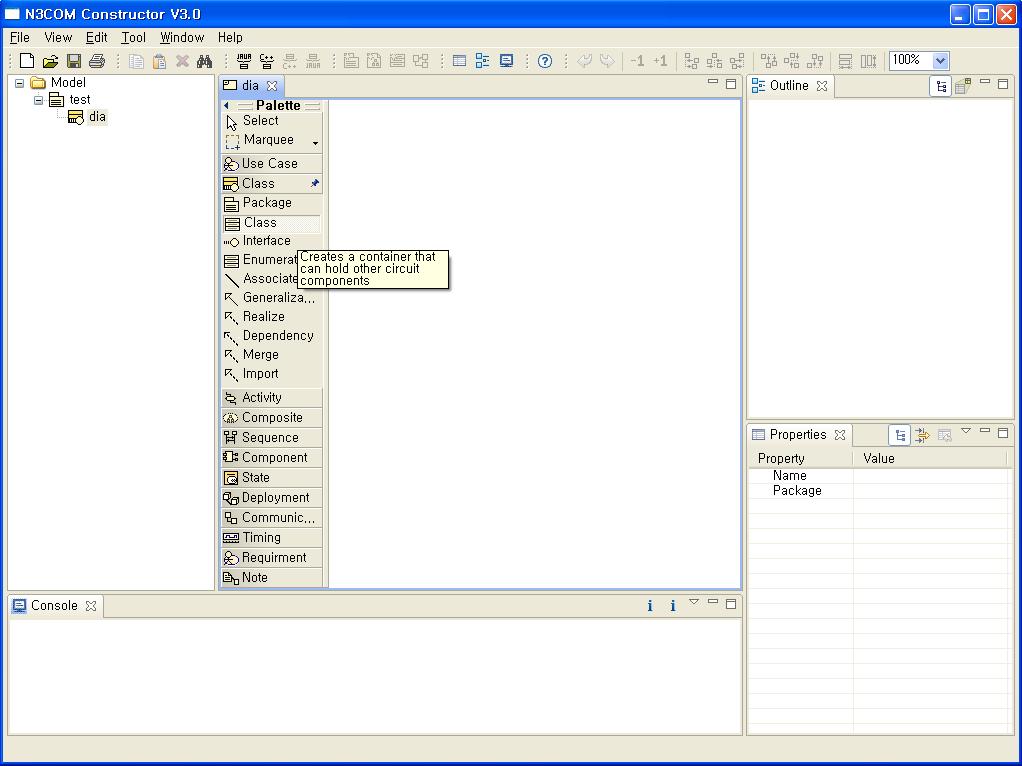 N3COM Constructor V3.0
File View Edit Tool Window Help
JAVA C++ C++ JAVA ? -1 +1 100%
Model
test
dia
dia
Palette
Select
Marquee
Use Case
Class
Package
Class
Interface
Enumerat
Associate
Generaliza...
Realize
Dependency
Merge
Import
Activity
Composite
Sequence
Component
State
Deployment
Communic...
Timing
Requirment
Note
Creates a container that
can hold other circuit
components
Outline
Properties
Property Value
Name
Package
Console
i i